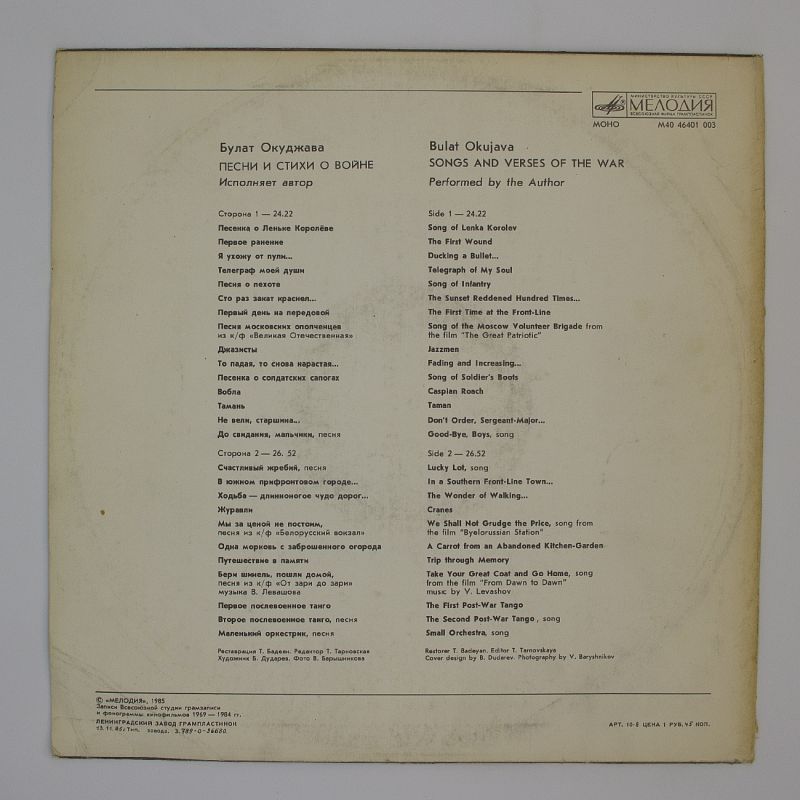 МИНИСТЕРСТВО КУЛЬТУРЫ СССР
МЕЛОДИЯ
ВСЕСОЮЗНАЯ ФИРМА ГРАМПЛАСТИНОК
МОНО М40 46401 003
Булат Окуджава
ПЕСНИ И СТИХИ О ВОЙНЕ
Исполняет автор
Сторона 1 — 24.22
Песенка о Леньке Королёве
Первое ранение
Я ухожу от пули...
Телеграф моей души
Песня о пехоте
Сто раз закат краснел...
Первый день на передовой
Песня московских ополченцев
из к/ф «Великая Отечественная»
Джазисты
То падая, то снова нарастая...
Песенка о солдатских сапогах
Вобла
Тамань
Не вели, старшина...
До свидания, мальчики, песня
Сторона 2 — 26. 52
Счастливый жребий, песня
В южном прифронтовом городе...
Ходьба — длинноногое чудо дорог...
Журавли
Мы за ценой не постоим,
песня из к/ф «Белорусский вокзал»
Одна морковь с заброшенного огорода
Путешествие в памяти
Бери шинель, пошли домой,
песня из к/ф «От зари до зари»
музыка В. Левашова
Первое послевоенное танго
Второе послевоенное танго, песня
Маленький оркестрик, песня
Реставрация Т. Бадеян. Редактор Т. Тарновская
Художник Б. Дударев. Фото В. Барышникова
Bulat Okujava
SONGS AND VERSES OF THE WAR
Performed by the Author
Side 1 — 24.22
Song of Lenka Korolev
The First Wound
Ducking a Bullet...
Telegraph of My Soul
Song of Infantry
The Sunset Reddened Hundred Times...
The First Time at the Front-Line
Song of the Moscow Volunteer Brigade from
the film "The Great Patriotic"
Jazzmen
Fading and Increasing...
Song of Soldier's Boots
Caspian Roach
Taman
Don't Order, Sergeant-Major...
Good-Bye, Boys, song
Side 2 — 26.52
Lucky Lot, song
In a Southern Front-Line Town...
The Wonder of Walking...
Cranes
We Shall Not Grudge the Price, song from
the film "Byelorussian Station"
A Carrot from an Abandoned Kitchen-Garden
Trip through Memory
Take Your Great Coat and Go Home, song
from the film "From Dawn to Dawn"
music by V. Levashov
The First Post-War Tango
The Second Post-War Tango , song
Small Orchestra, song
Restorer T. Badeyan. Editor T. Tarnovskaya
Cover design by B. Dudarev. Photography by V. Baryshnikov
© «МЕЛОДИЯ», 1985
Записи Всесоюзной студии грамзаписи
и фонограммы кинофильмов 1969 — 1984 гг.
ЛЕНИНГРАДСКИЙ ЗАВОД ГРАМПЛАСТИНОК
Тип. завода. З.
АРТ. 10-8 ЦЕНА 1 РУБ. 45 КОП.